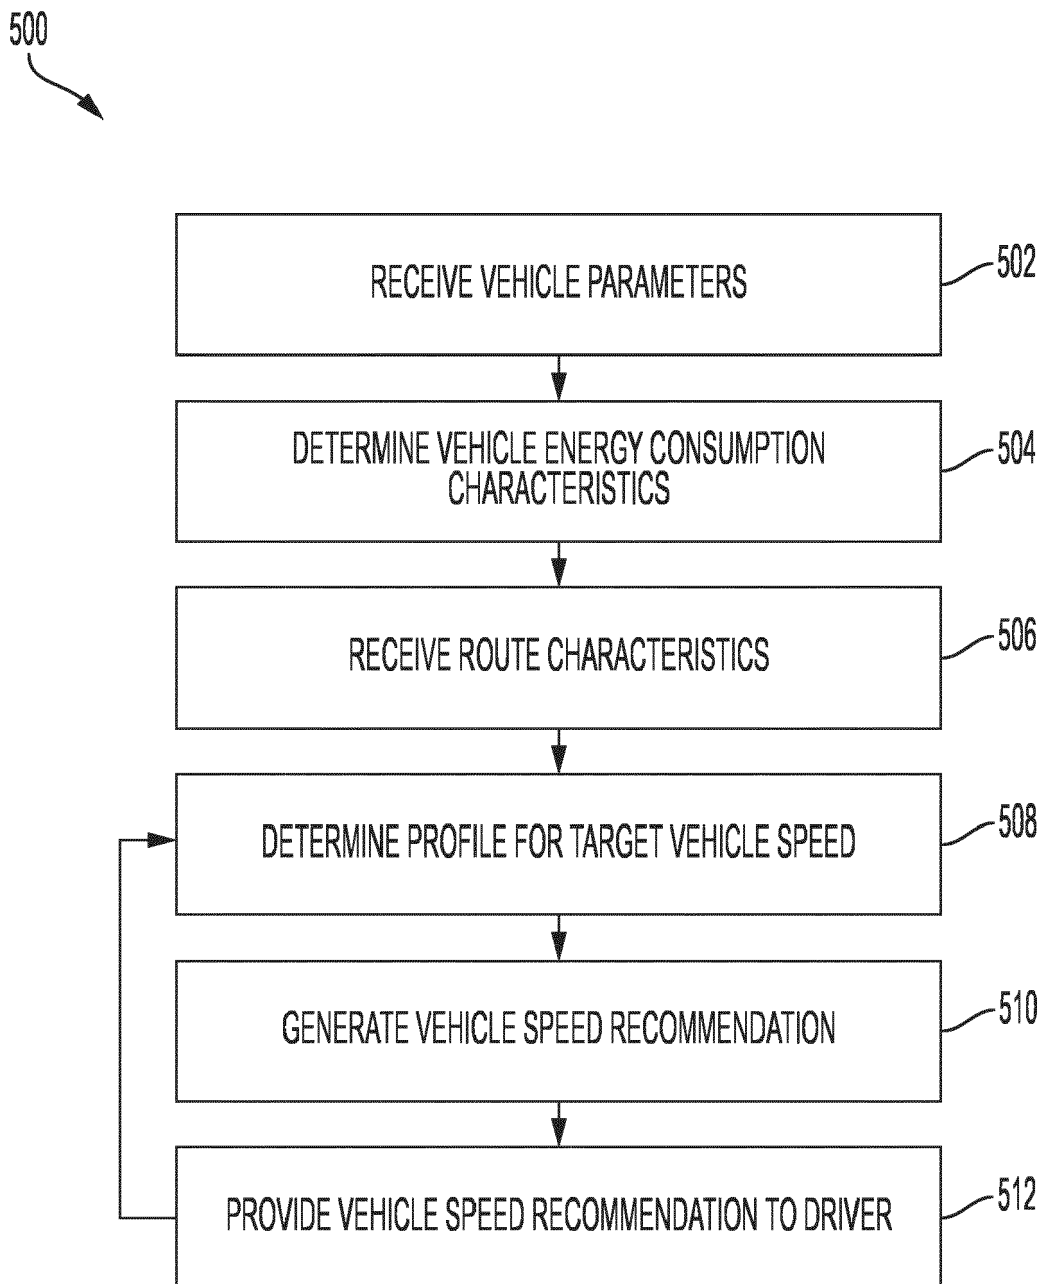 500
RECEIVE VEHICLE PARAMETERS
502
DETERMINE VEHICLE ENERGY CONSUMPTION
CHARACTERISTICS
504
RECEIVE ROUTE CHARACTERISTICS
506
DETERMINE PROFILE FOR TARGET VEHICLE SPEED
508
GENERATE VEHICLE SPEED RECOMMENDATION
510
PROVIDE VEHICLE SPEED RECOMMENDATION TO DRIVER
512